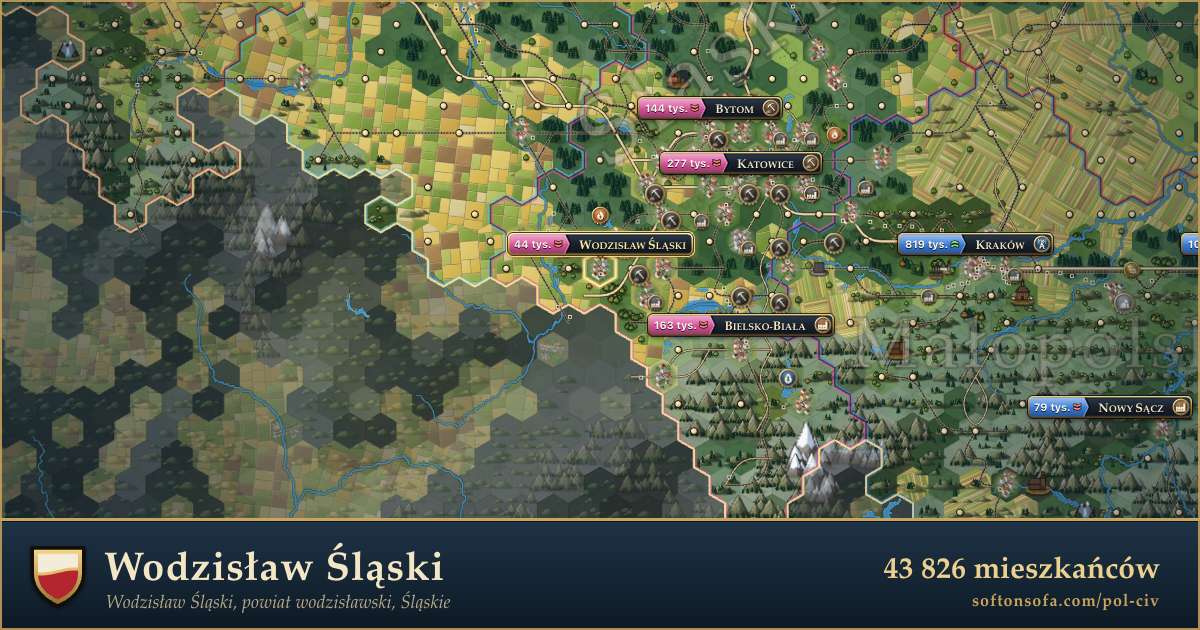 144 tys. BYTOM
277 tys. KATOWICE
44 tys. WODZISŁAW ŚLĄSKI
819 tys. KRAKÓW
10
163 tys. BIELSKO-BIAŁA
Małopols
79 tys. NOWY SĄCZ
Wodzisław Śląski
Wodzisław Śląski, powiat wodzisławski, Śląskie
43 826 mieszkańców
softonsofa.com/pol-civ